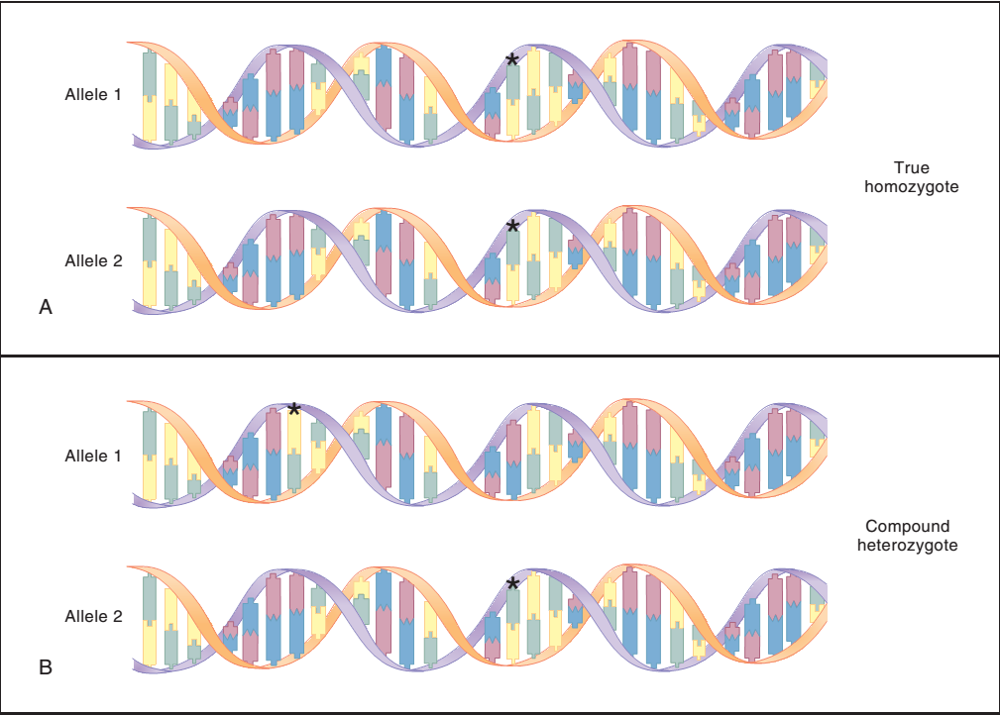 Allele 1
*
True
homozygote
Allele 2
*
A
Allele 1
*
Compound
heterozygote
Allele 2
*
B